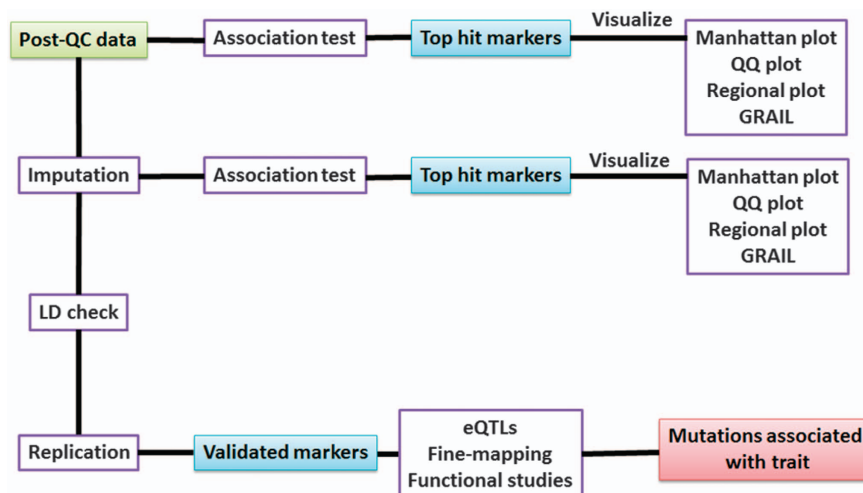 Post-QC data
Association test
Top hit markers
Visualize
Manhattan plot
QQ plot
Regional plot
GRAIL
Imputation
Association test
Top hit markers
Visualize
Manhattan plot
QQ plot
Regional plot
GRAIL
LD check
Replication
Validated markers
eQTLs
Fine-mapping
Functional studies
Mutations associated
with trait